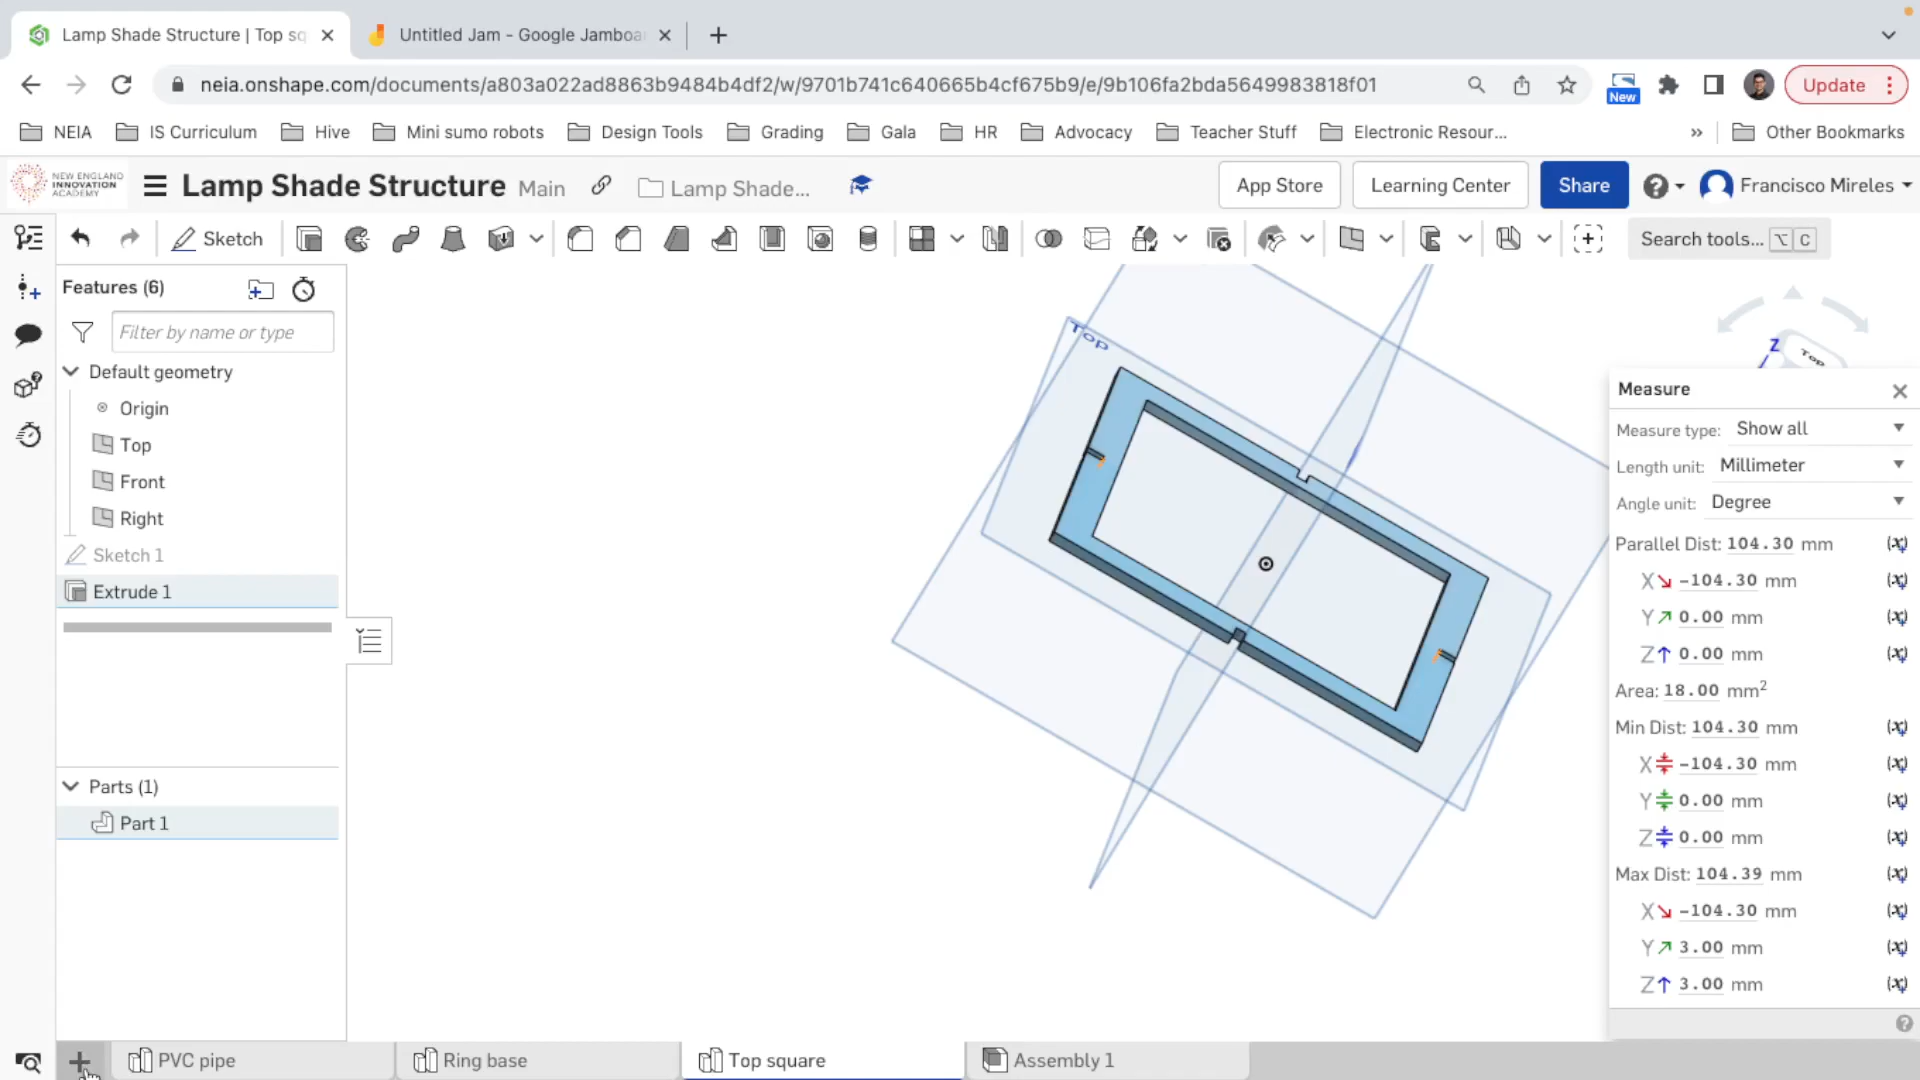 Lamp Shade Structure | Top sq
Untitled Jam - Google Jamboa
neia.onshape.com/documents/a803a022ad8863b9484b4df2/w/9701b741c640665b4cf675b9/e/9b106fa2bda5649983818f01
New
Update
NEIA
IS Curriculum
Hive
Mini sumo robots
Design Tools
Grading
Gala
HR
Advocacy
Teacher Stuff
Electronic Resour...
»
Other Bookmarks
NEW ENGLAND
INNOVATION
ACADEMY
Lamp Shade Structure Main
Lamp Shade...
App Store
Learning Center
Share
Francisco Mireles
Sketch
Search tools... ⌥ C
Features (6)
Filter by name or type
Default geometry
Origin
Top
Front
Right
Sketch 1
Extrude 1
Parts (1)
Part 1
Top
Z
Top
Measure
Measure type: Show all
Length unit: Millimeter
Angle unit: Degree
Parallel Dist: 104.30 mm
X -104.30 mm
Y 0.00 mm
Z 0.00 mm
Area: 18.00 mm²
Min Dist: 104.30 mm
X -104.30 mm
Y 0.00 mm
Z 0.00 mm
Max Dist: 104.39 mm
X -104.30 mm
Y 3.00 mm
Z 3.00 mm
PVC pipe
Ring base
Top square
Assembly 1